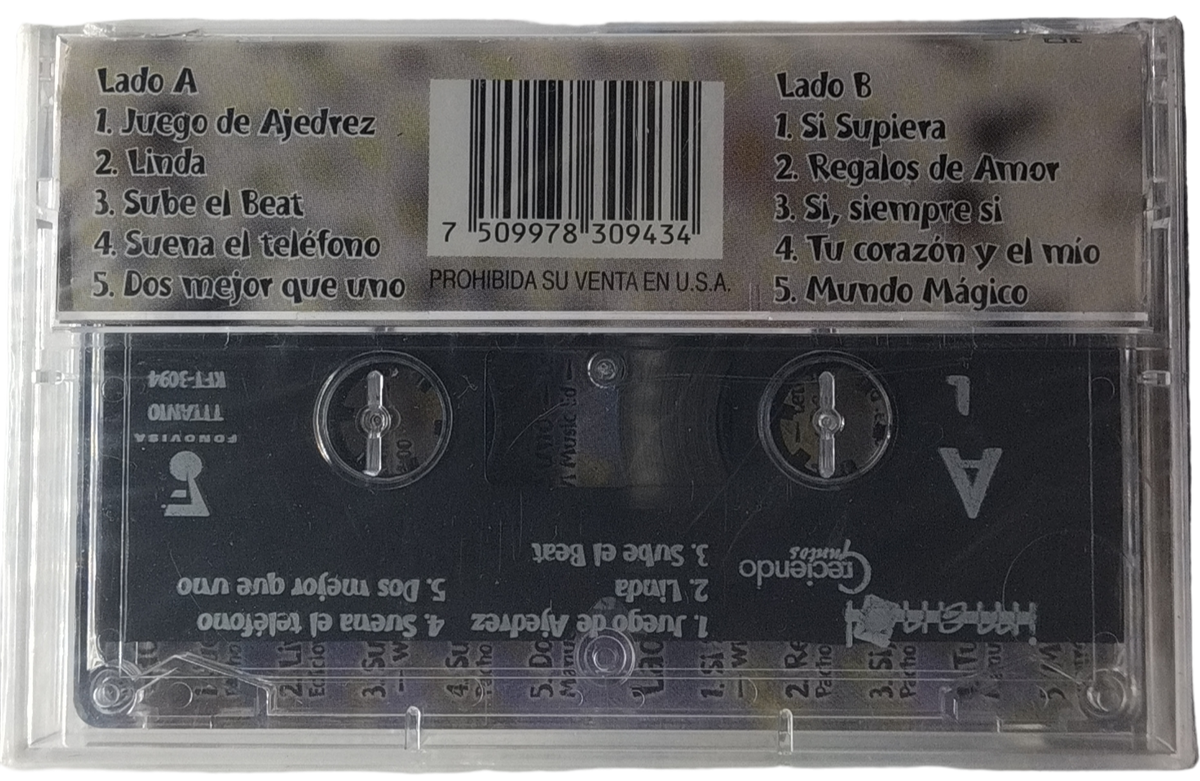 Lado A
1. Juego de Ajedrez
2. Linda
3. Sube el Beat
4. Suena el teléfono
5. Dos mejor que uno
7 509978 309434
PROHIBIDA SU VENTA EN U.S.A.
Lado B
1. Si Supiera
2. Regalos de Amor
3. Si, siempre si
4. Tu corazón y el mío
5. Mundo Mágico
Creciendo
juntos
A
1. Juego de Ajedrez
2. Linda
3. Sube el Beat
4. Suena el teléfono
5. Dos mejor que uno
FONOVISA
TITANIO
KFT-3094